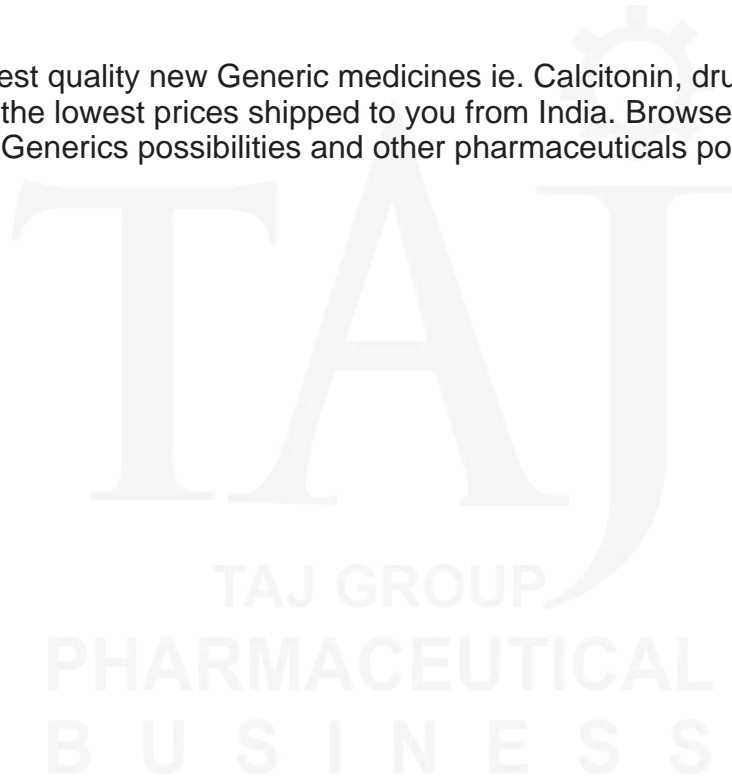 est quality new Generic medicines ie. Calcitonin, dru
the lowest prices shipped to you from India. Browse
Generics possibilities and other pharmaceuticals po
TAJ
TAJ GROUP
PHARMACEUTICAL
BUSINESS